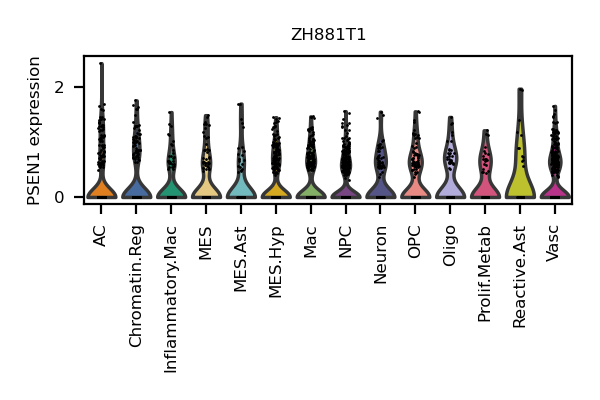 ZH881T1
PSEN1 expression
2
0
AC
Chromatin.Reg
Inflammatory.Mac
MES
MES.Ast
MES.Hyp
Mac
NPC
Neuron
OPC
Oligo
Prolif.Metab
Reactive.Ast
Vasc